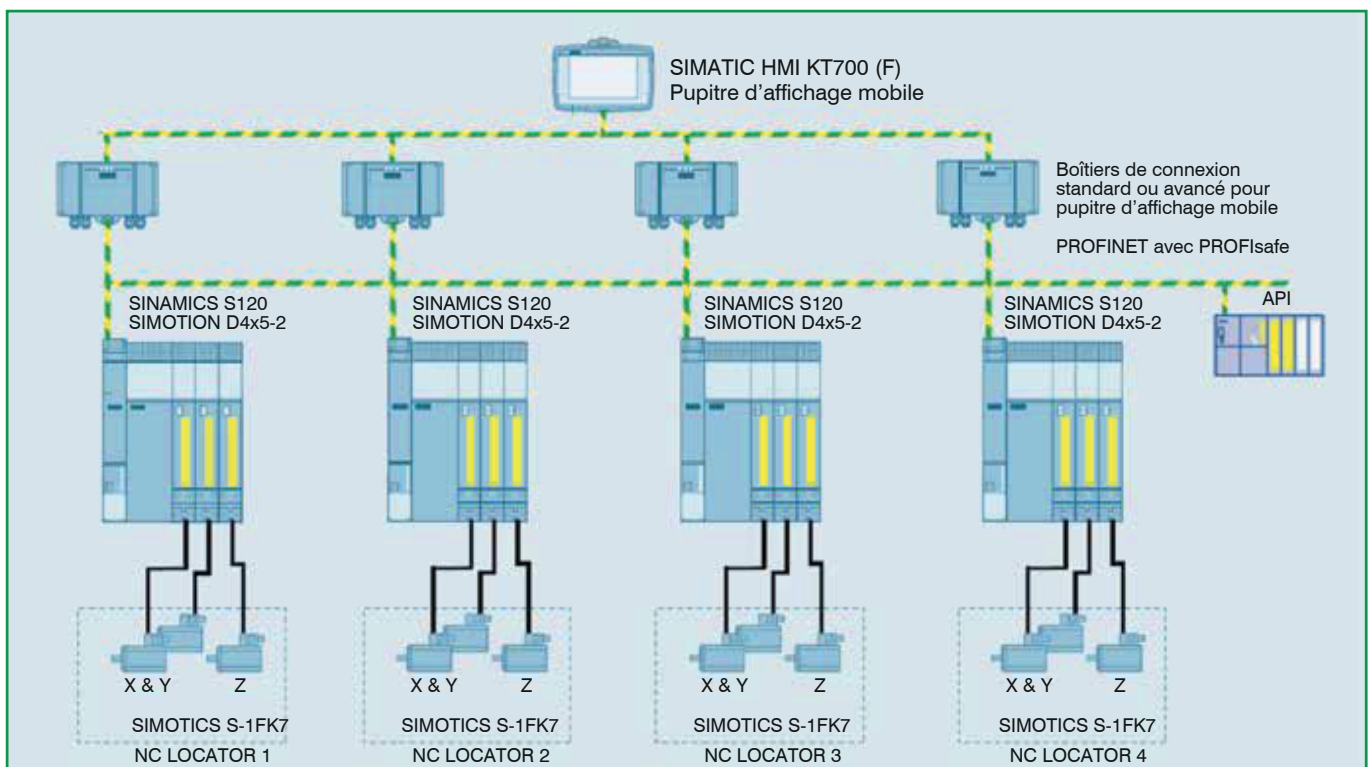 SIMATIC HMI KT700 (F)
Pupitre d’affichage mobile
Boîtiers de connexion
standard ou avancé pour
pupitre d’affichage mobile
PROFINET avec PROFIsafe
API
SINAMICS S120
SIMOTION D4x5-2
SINAMICS S120
SIMOTION D4x5-2
SINAMICS S120
SIMOTION D4x5-2
SINAMICS S120
SIMOTION D4x5-2
X & Y
Z
SIMOTICS S-1FK7
NC LOCATOR 1
X & Y
Z
SIMOTICS S-1FK7
NC LOCATOR 2
X & Y
Z
SIMOTICS S-1FK7
NC LOCATOR 3
X & Y
Z
SIMOTICS S-1FK7
NC LOCATOR 4